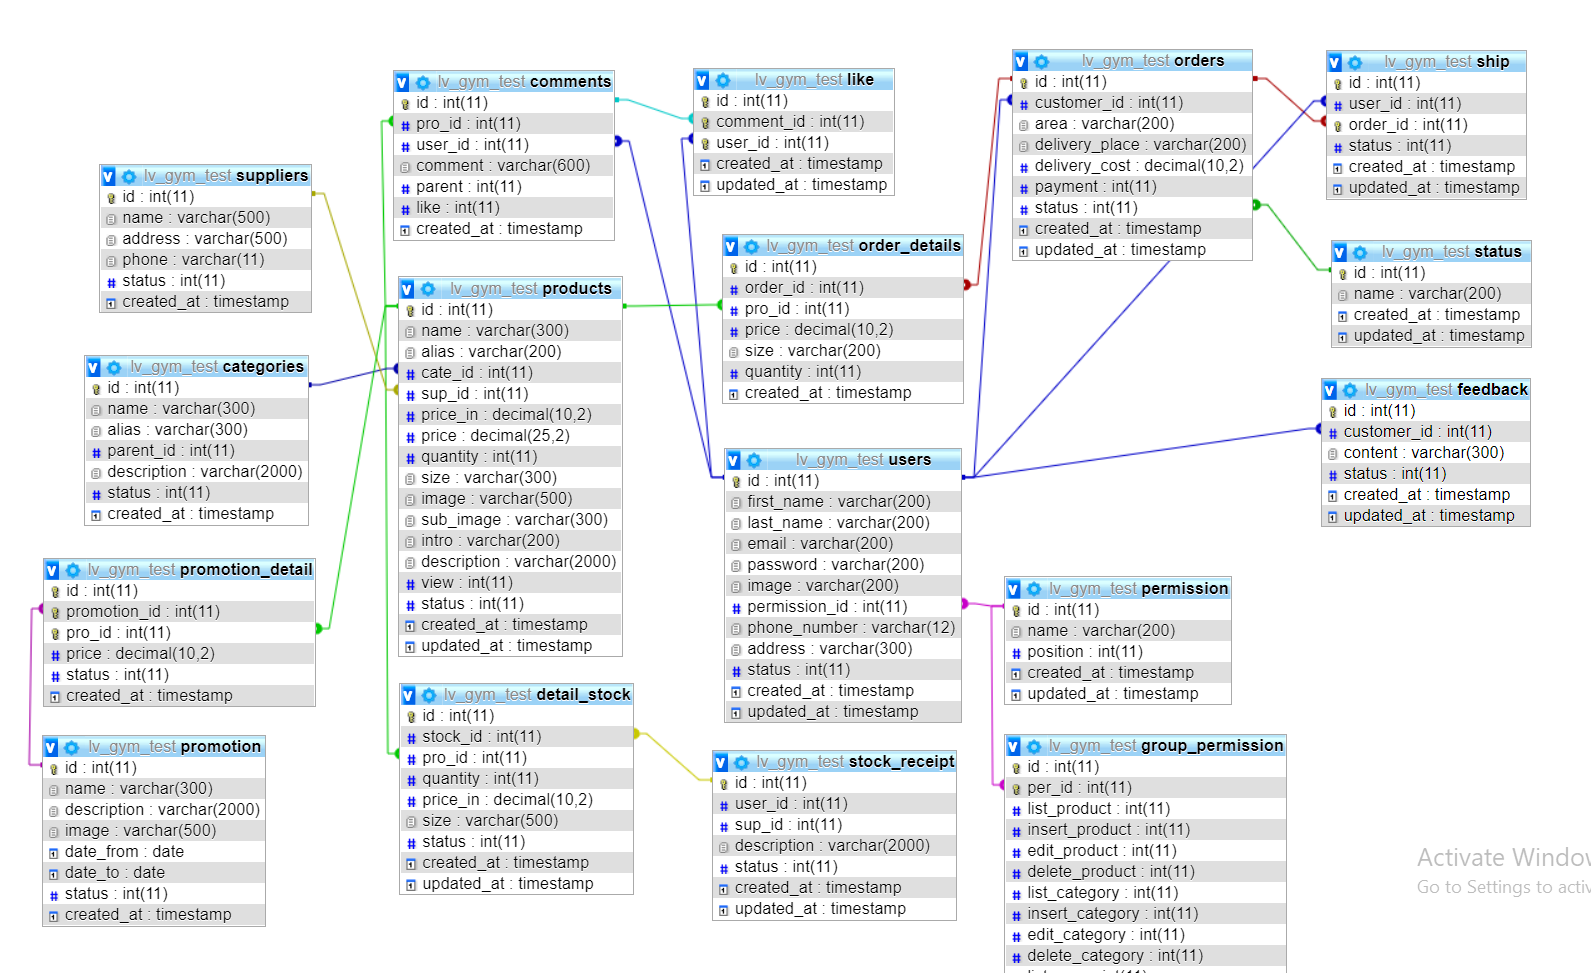 lv_gym_test comments
id : int(11)
pro_id : int(11)
user_id : int(11)
comment : varchar(600)
parent : int(11)
like : int(11)
created_at : timestamp
lv_gym_test like
id : int(11)
comment_id : int(11)
user_id : int(11)
created_at : timestamp
updated_at : timestamp
lv_gym_test orders
id : int(11)
customer_id : int(11)
area : varchar(200)
delivery_place : varchar(200)
delivery_cost : decimal(10,2)
payment : int(11)
status : int(11)
created_at : timestamp
updated_at : timestamp
lv_gym_test ship
id : int(11)
user_id : int(11)
order_id : int(11)
status : int(11)
created_at : timestamp
updated_at : timestamp
lv_gym_test suppliers
id : int(11)
name : varchar(500)
address : varchar(500)
phone : varchar(11)
status : int(11)
created_at : timestamp
lv_gym_test products
id : int(11)
name : varchar(300)
alias : varchar(200)
cate_id : int(11)
sup_id : int(11)
price_in : decimal(10,2)
price : decimal(25,2)
quantity : int(11)
size : varchar(300)
image : varchar(500)
sub_image : varchar(300)
intro : varchar(200)
description : varchar(2000)
view : int(11)
status : int(11)
created_at : timestamp
updated_at : timestamp
lv_gym_test order_details
id : int(11)
order_id : int(11)
pro_id : int(11)
price : decimal(10,2)
size : varchar(200)
quantity : int(11)
created_at : timestamp
lv_gym_test status
id : int(11)
name : varchar(200)
created_at : timestamp
updated_at : timestamp
lv_gym_test categories
id : int(11)
name : varchar(300)
alias : varchar(300)
parent_id : int(11)
description : varchar(2000)
status : int(11)
created_at : timestamp
lv_gym_test users
id : int(11)
first_name : varchar(200)
last_name : varchar(200)
email : varchar(200)
password : varchar(200)
image : varchar(200)
permission_id : int(11)
phone_number : varchar(12)
address : varchar(300)
status : int(11)
created_at : timestamp
updated_at : timestamp
lv_gym_test feedback
id : int(11)
customer_id : int(11)
content : varchar(300)
status : int(11)
created_at : timestamp
updated_at : timestamp
lv_gym_test promotion_detail
id : int(11)
promotion_id : int(11)
pro_id : int(11)
price : decimal(10,2)
status : int(11)
created_at : timestamp
lv_gym_test permission
id : int(11)
name : varchar(200)
position : int(11)
created_at : timestamp
updated_at : timestamp
lv_gym_test promotion
id : int(11)
name : varchar(300)
description : varchar(2000)
image : varchar(500)
date_from : date
date_to : date
status : int(11)
created_at : timestamp
lv_gym_test detail_stock
id : int(11)
stock_id : int(11)
pro_id : int(11)
quantity : int(11)
price_in : decimal(10,2)
size : varchar(500)
status : int(11)
created_at : timestamp
updated_at : timestamp
lv_gym_test stock_receipt
id : int(11)
user_id : int(11)
sup_id : int(11)
description : varchar(2000)
status : int(11)
created_at : timestamp
updated_at : timestamp
lv_gym_test group_permission
id : int(11)
per_id : int(11)
list_product : int(11)
insert_product : int(11)
edit_product : int(11)
delete_product : int(11)
list_category : int(11)
insert_category : int(11)
edit_category : int(11)
delete_category : int(11)
Activate Window
Go to Settings to activ